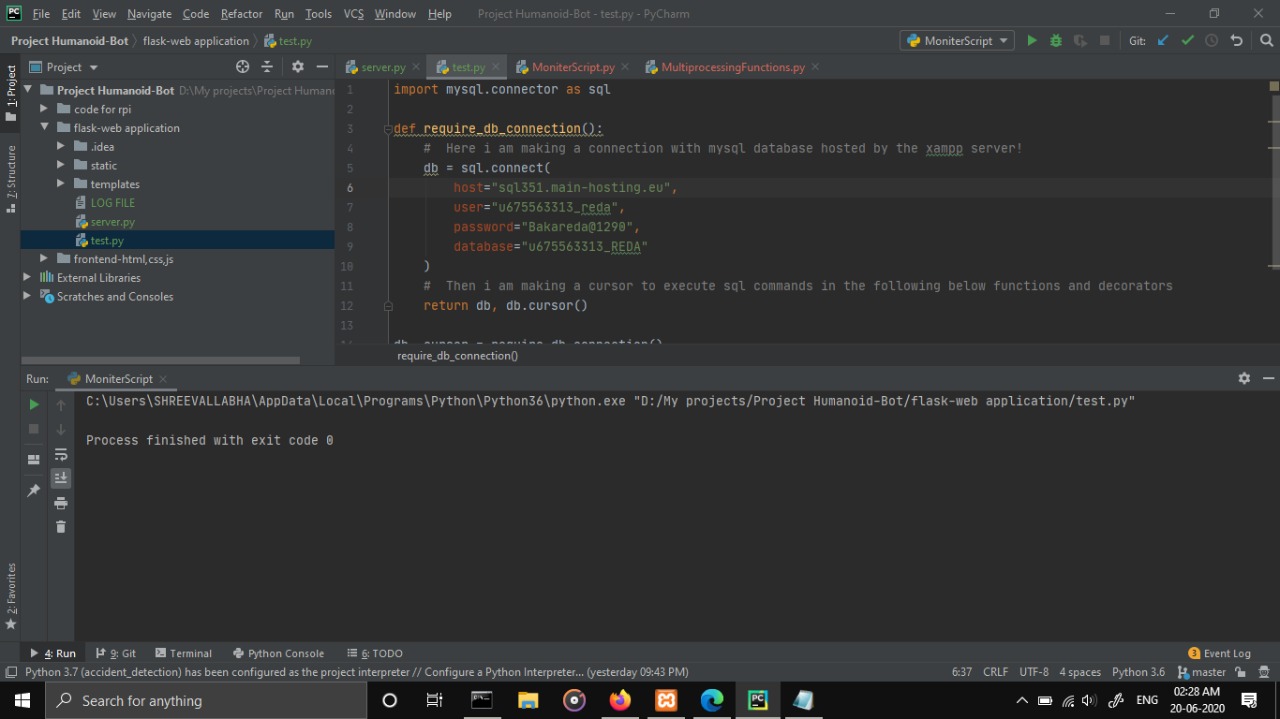 File Edit View Navigate Code Refactor Run Tools VCS Window Help Project Humanoid-Bot - test.py - PyCharm
Project Humanoid-Bot flask-web application test.py MoniterScript Git:
Project
server.py test.py MoniterScript.py MultiprocessingFunctions.py
1: Project
7: Structure
2: Favorites
Project Humanoid-Bot D:\My projects\Project Humano
code for rpi
flask-web application
.idea
static
templates
LOG FILE
server.py
test.py
frontend-html,css,js
External Libraries
Scratches and Consoles
1 import mysql.connector as sql
2
3 def require_db_connection():
4 # Here i am making a connection with mysql database hosted by the xampp server!
5 db = sql.connect(
6 host="sql351.main-hosting.eu",
7 user="u675563313_reda",
8 password="Bakareda@1290",
9 database="u675563313_REDA"
10 )
11 # Then i am making a cursor to execute sql commands in the following below functions and decorators
12 return db, db.cursor()
13
db, cursor = require_db_connection()
require_db_connection()
Run: MoniterScript
C:\Users\SHREEVALLABHA\AppData\Local\Programs\Python\Python36\python.exe "D:/My projects/Project Humanoid-Bot/flask-web application/test.py"
Process finished with exit code 0
4: Run 9: Git Terminal Python Console 6: TODO 3 Event Log
Python 3.7 (accident_detection) has been configured as the project interpreter // Configure a Python Interpreter... (yesterday 09:43 PM) 6:37 CRLF UTF-8 4 spaces Python 3.6 master
Search for anything ENG 02:28 AM
20-06-2020